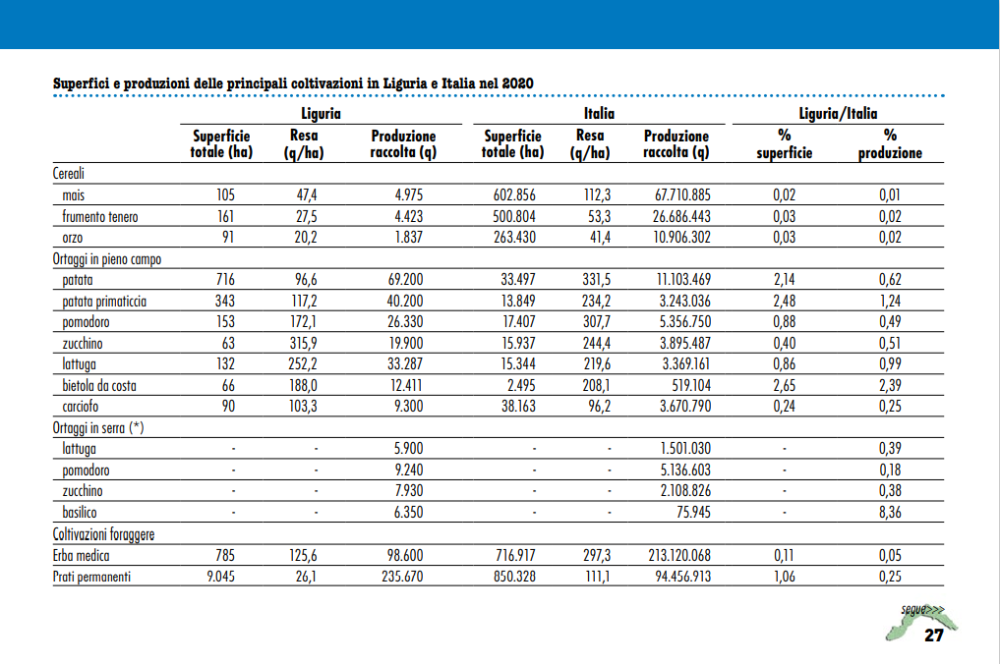 Superfici e produzioni delle principali coltivazioni in Liguria e Italia nel 2020
Liguria Italia Liguria/Italia
Superficie Resa Produzione Superficie Resa Produzione % %
totale (ha) (q/ha) raccolta (q) totale (ha) (q/ha) raccolta (q) superficie produzione
Cereali
mais 105 47,4 4.975 602.856 112,3 67.710.885 0,02 0,01
frumento tenero 161 27,5 4.423 500.804 53,3 26.686.443 0,03 0,02
orzo 91 20,2 1.837 263.430 41,4 10.906.302 0,03 0,02
Ortaggi in pieno campo
patata 716 96,6 69.200 33.497 331,5 11.103.469 2,14 0,62
patata primaticcia 343 117,2 40.200 13.849 234,2 3.243.036 2,48 1,24
pomodoro 153 172,1 26.330 17.407 307,7 5.356.750 0,88 0,49
zucchino 63 315,9 19.900 15.937 244,4 3.895.487 0,40 0,51
lattuga 132 252,2 33.287 15.344 219,6 3.369.161 0,86 0,99
bietola da costa 66 188,0 12.411 2.495 208,1 519.104 2,65 2,39
carciofo 90 103,3 9.300 38.163 96,2 3.670.790 0,24 0,25
Ortaggi in serra (*)
lattuga - - 5.900 - - 1.501.030 - 0,39
pomodoro - - 9.240 - - 5.136.603 - 0,18
zucchino - - 7.930 - - 2.108.826 - 0,38
basilico - - 6.350 - - 75.945 - 8,36
Coltivazioni foraggere
Erba medica 785 125,6 98.600 716.917 297,3 213.120.068 0,11 0,05
Prati permanenti 9.045 26,1 235.670 850.328 111,1 94.456.913 1,06 0,25
segue>>>
27